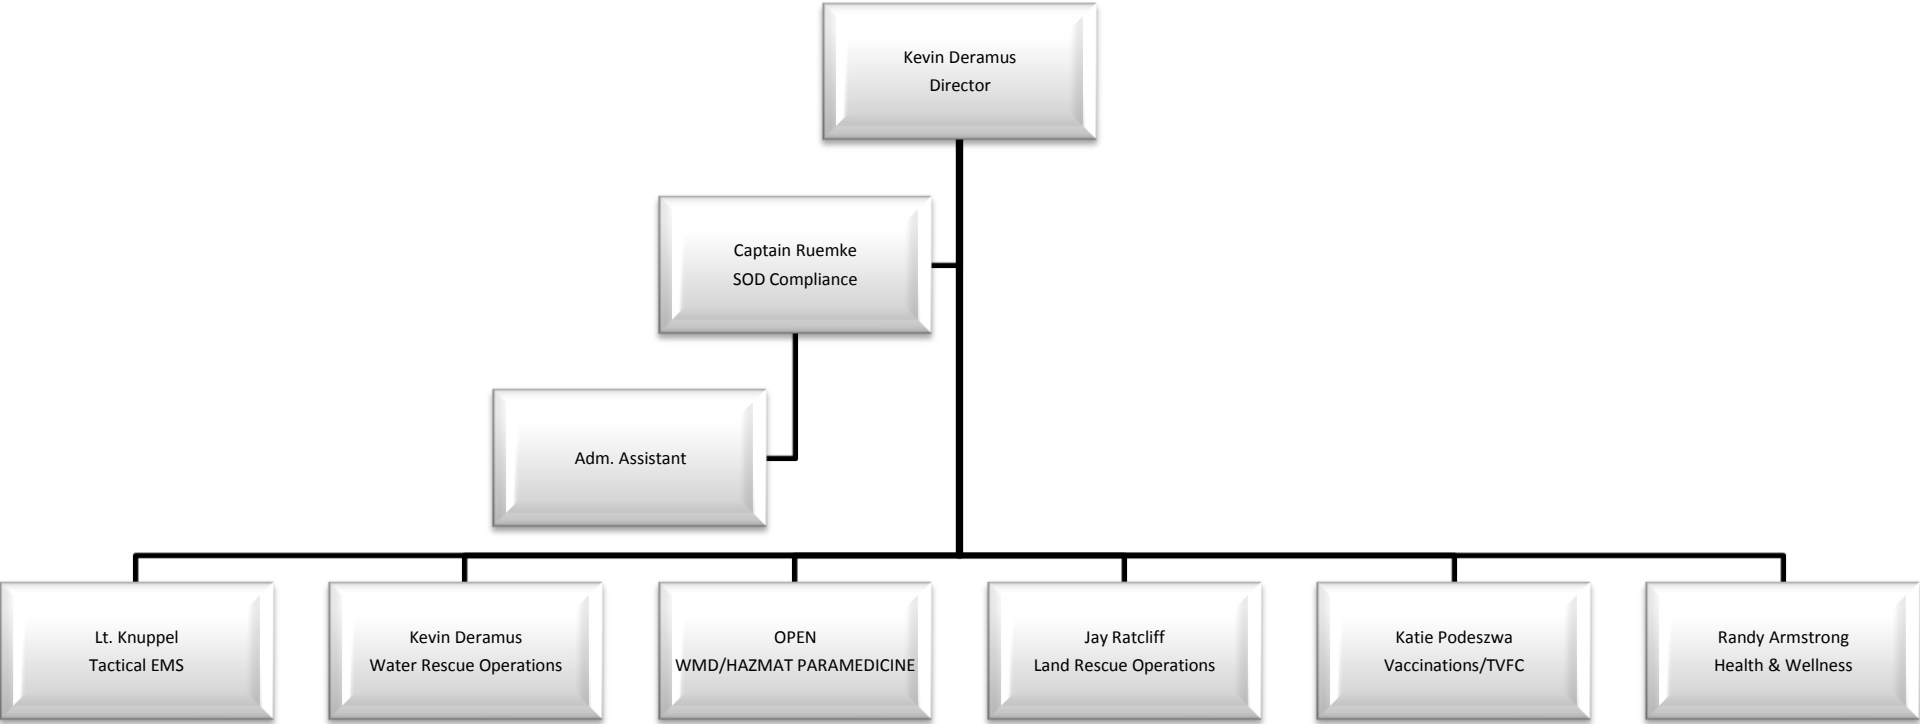 Kevin Deramus
Director
Captain Ruemke
SOD Compliance
Adm. Assistant
Lt. Knuppel
Tactical EMS
Kevin Deramus
Water Rescue Operations
OPEN
WMD/HAZMAT PARAMEDICINE
Jay Ratcliff
Land Rescue Operations
Katie Podeszwa
Vaccinations/TVFC
Randy Armstrong
Health & Wellness